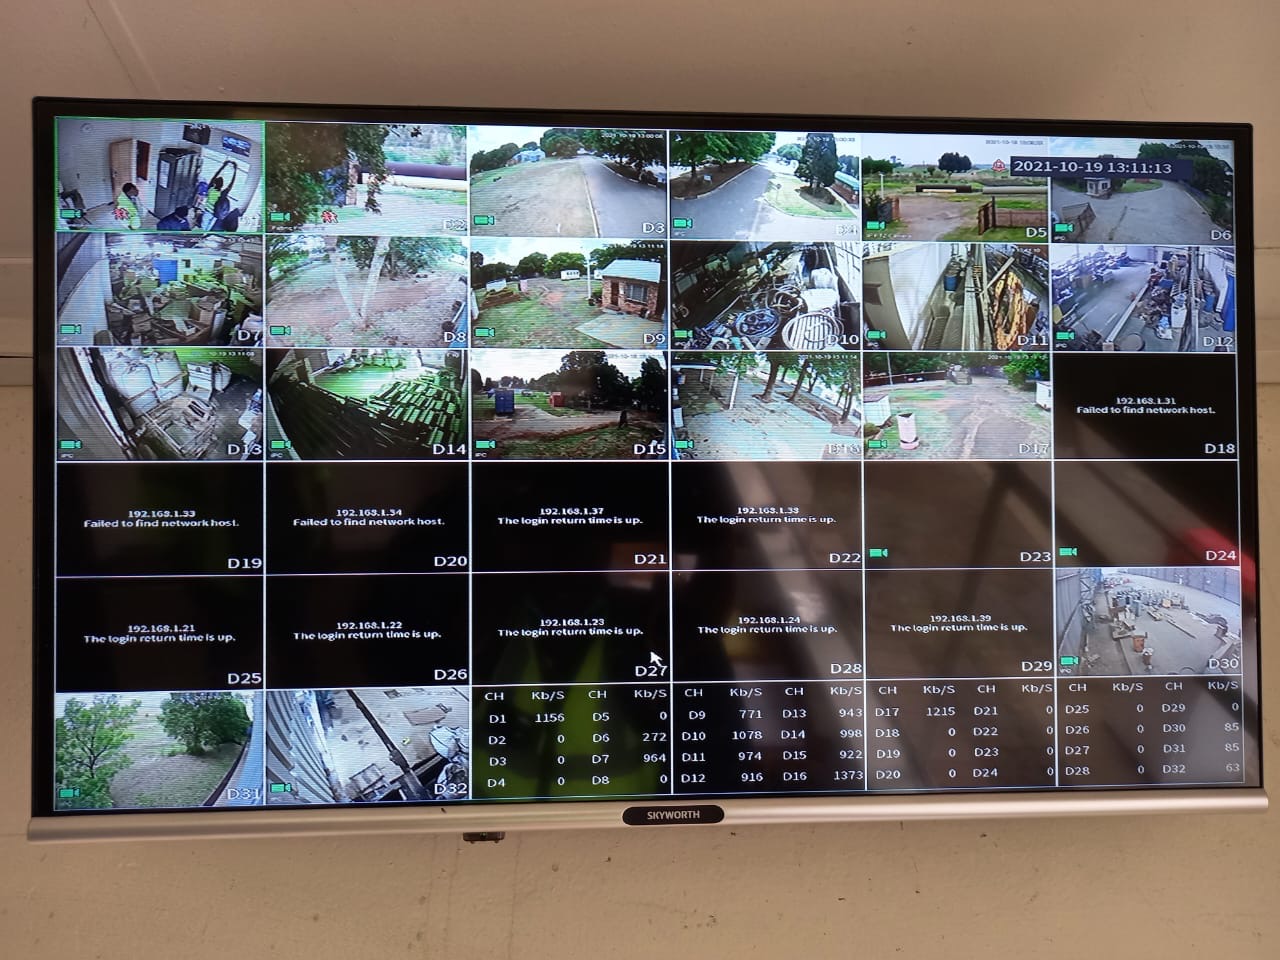 2021-10-19 13:11:13
D3
D5
D6
D7
D8
D9
D10
D11
D12
D13
D14
D15
D17
192.168.1.31
Failed to find network host.
D18
192.168.1.33
Failed to find network host.
D19
192.168.1.34
Failed to find network host.
D20
192.168.1.37
The login return time is up.
D21
192.168.1.38
The login return time is up.
D22
D23
D24
192.168.1.21
The login return time is up.
D25
192.168.1.22
The login return time is up.
D26
192.168.1.23
The login return time is up.
D27
192.168.1.24
The login return time is up.
D28
192.168.1.39
The login return time is up.
D29
D30
D31
D32
CH Kb/S CH Kb/S
D1 1156 D5 0
D2 0 D6 272
D3 0 D7 964
D4 0 D8 0
CH Kb/S CH Kb/S
D9 771 D13 943
D10 1078 D14 998
D11 974 D15 922
D12 916 D16 1373
CH Kb/S CH Kb/S
D17 1215 D21 0
D18 0 D22 0
D19 0 D23 0
D20 0 D24 0
CH Kb/S CH Kb/S
D25 0 D29 0
D26 0 D30 85
D27 0 D31 85
D28 0 D32 63
SKYWORTH